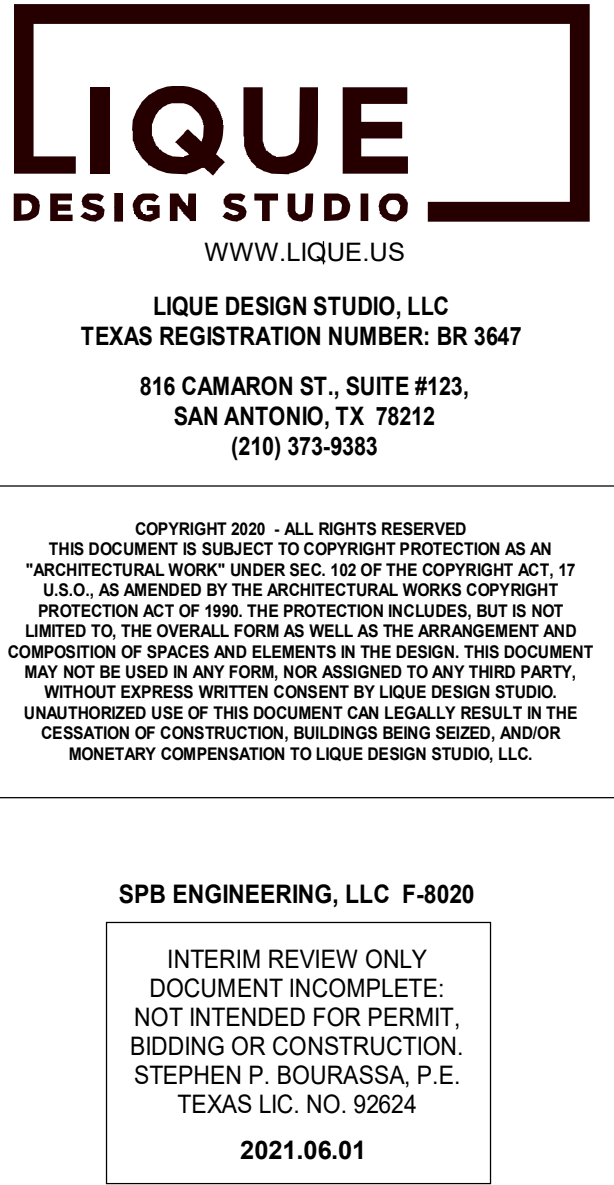 LIQUE
DESIGN STUDIO
WWW.LIQUE.US
LIQUE DESIGN STUDIO, LLC
TEXAS REGISTRATION NUMBER: BR 3647
816 CAMARON ST., SUITE #123,
SAN ANTONIO, TX 78212
(210) 373-9383
COPYRIGHT 2020 - ALL RIGHTS RESERVED
THIS DOCUMENT IS SUBJECT TO COPYRIGHT PROTECTION AS AN
"ARCHITECTURAL WORK" UNDER SEC. 102 OF THE COPYRIGHT ACT, 17
U.S.O., AS AMENDED BY THE ARCHITECTURAL WORKS COPYRIGHT
PROTECTION ACT OF 1990. THE PROTECTION INCLUDES, BUT IS NOT
LIMITED TO, THE OVERALL FORM AS WELL AS THE ARRANGEMENT AND
COMPOSITION OF SPACES AND ELEMENTS IN THE DESIGN. THIS DOCUMENT
MAY NOT BE USED IN ANY FORM, NOR ASSIGNED TO ANY THIRD PARTY,
WITHOUT EXPRESS WRITTEN CONSENT BY LIQUE DESIGN STUDIO.
UNAUTHORIZED USE OF THIS DOCUMENT CAN LEGALLY RESULT IN THE
CESSATION OF CONSTRUCTION, BUILDINGS BEING SEIZED, AND/OR
MONETARY COMPENSATION TO LIQUE DESIGN STUDIO, LLC.
SPB ENGINEERING, LLC F-8020
INTERIM REVIEW ONLY
DOCUMENT INCOMPLETE:
NOT INTENDED FOR PERMIT,
BIDDING OR CONSTRUCTION.
STEPHEN P. BOURASSA, P.E.
TEXAS LIC. NO. 92624
2021.06.01